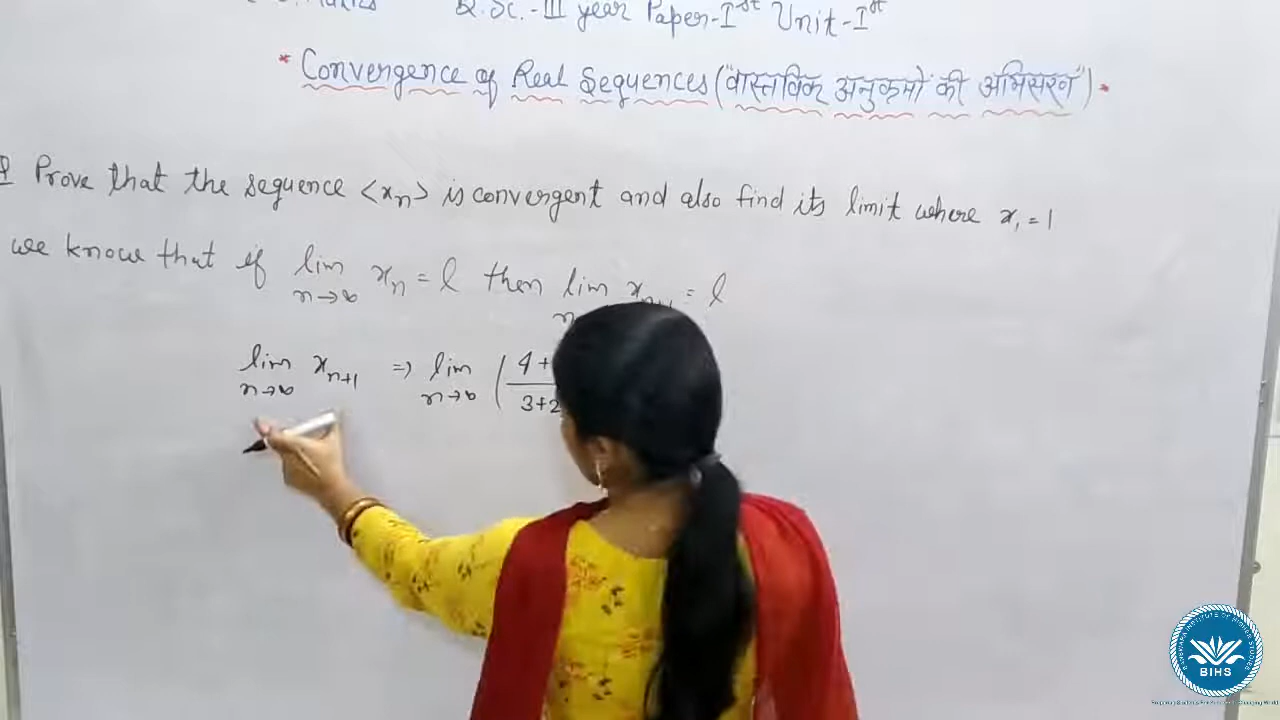 B.Sc.-III year Paper-Ist Unit-Ist
* Convergence of Real Sequences ("वास्तविक अनुक्रमों की अभिसरण") *
Prove that the sequence <xn> is convergent and also find its limit where x1 = 1
we know that if lim n→∞ xn = l then lim n xn+1 = l
lim n→∞ xn+1 => lim n→∞ (4+ / 3+2
BIHS